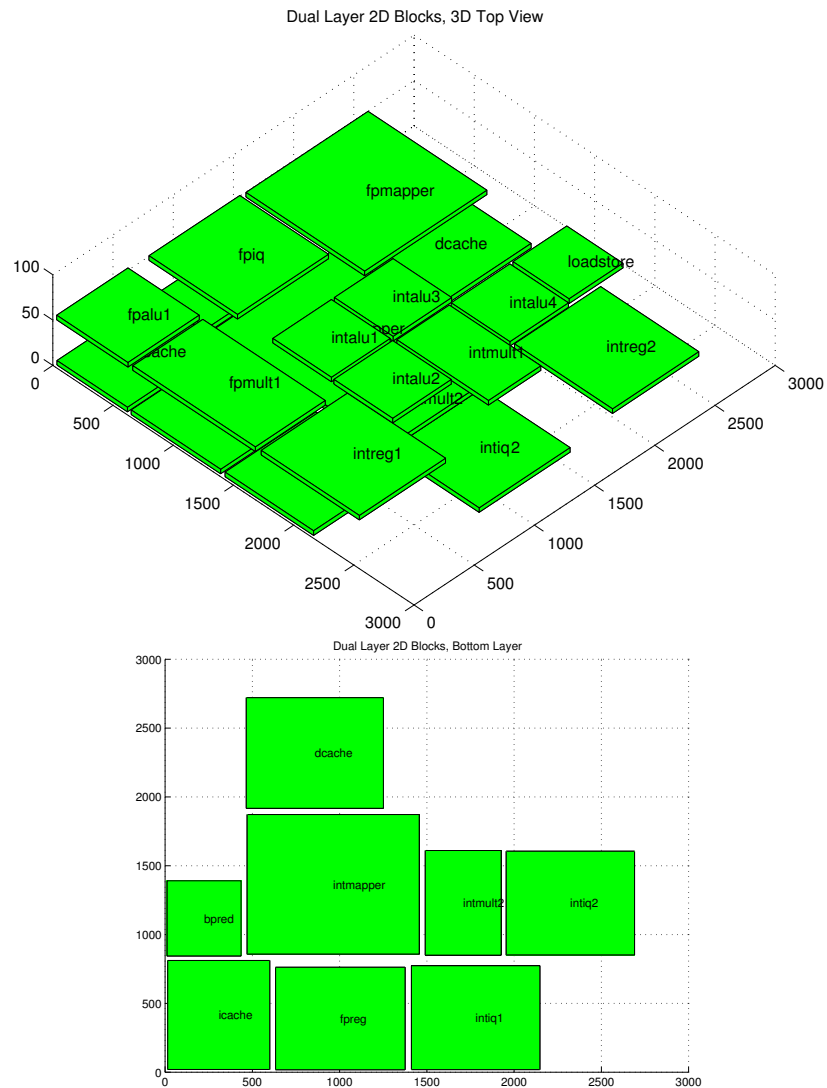 Dual Layer 2D Blocks, 3D Top View
fpmapper
dcache
fpiq
loadstore
intalu3
intalu4
fpalu1
pper
intalu1
intmult1
intreg2
ache
fpmult1
intalu2
mult2
intreg1
intiq2
100
50
0
0
500
1000
1500
2000
2500
3000
0
500
1000
1500
2000
2500
3000
Dual Layer 2D Blocks, Bottom Layer
3000
2500
2000
1500
1000
500
0
dcache
intmapper
bpred
intmult2
intiq2
icache
fpreg
intiq1
0
500
1000
1500
2000
2500
3000